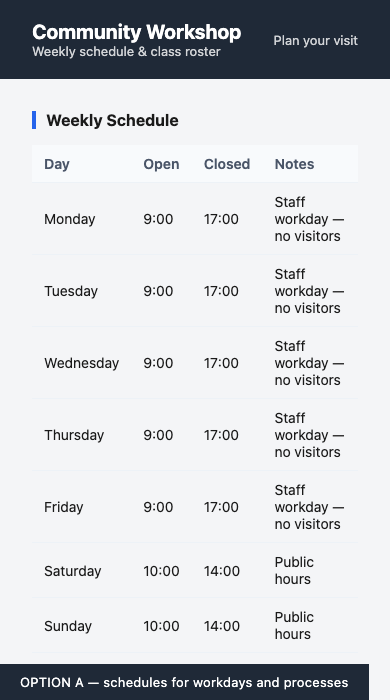 Community Workshop
Weekly schedule & class roster
Plan your visit
Weekly Schedule
Day Open Closed Notes
Monday 9:00 17:00 Staff workday — no visitors
Tuesday 9:00 17:00 Staff workday — no visitors
Wednesday 9:00 17:00 Staff workday — no visitors
Thursday 9:00 17:00 Staff workday — no visitors
Friday 9:00 17:00 Staff workday — no visitors
Saturday 10:00 14:00 Public hours
Sunday 10:00 14:00 Public hours
OPTION A — schedules for workdays and processes